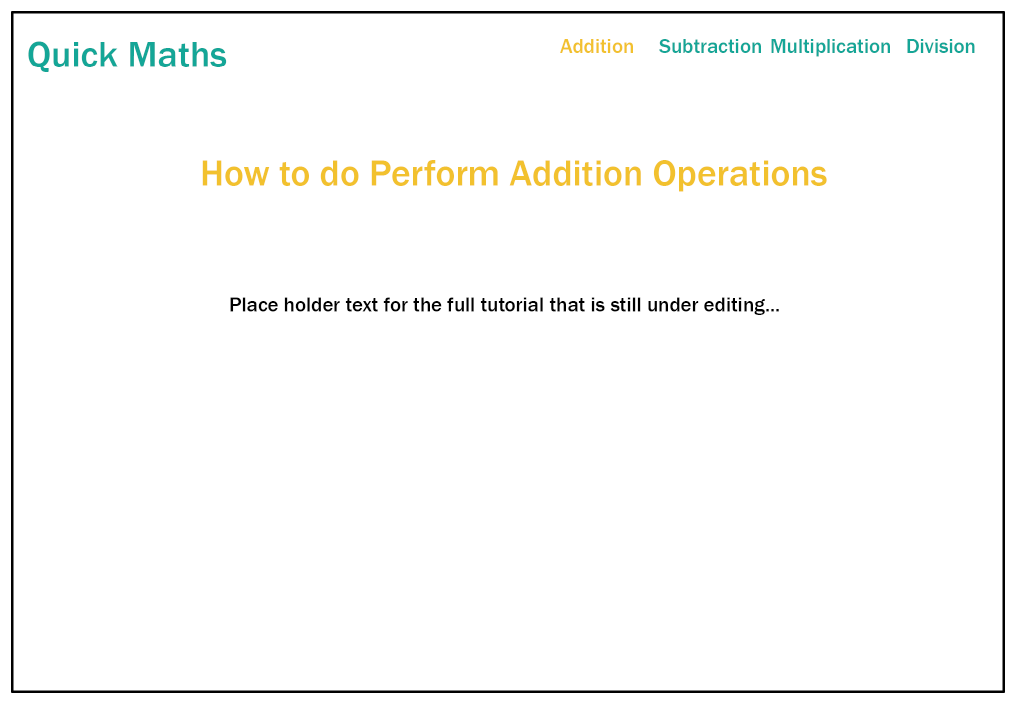 Quick Maths
Addition Subtraction Multiplication Division
How to do Perform Addition Operations
Place holder text for the full tutorial that is still under editing...